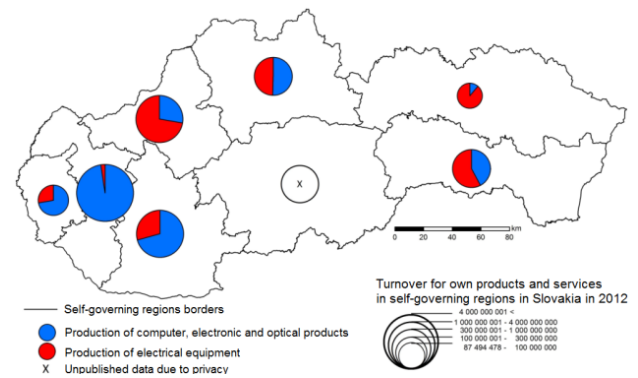 X
0 20 40 60 80
km
Turnover for own products and services
in self-governing regions in Slovakia in 2012
4 000 000 001 <
1 000 000 001 - 4 000 000 000
300 000 001 - 1 000 000 000
100 000 001 - 300 000 000
87 494 478 - 100 000 000
Self-governing regions borders
Production of computer, electronic and optical products
Production of electrical equipment
X Unpublished data due to privacy